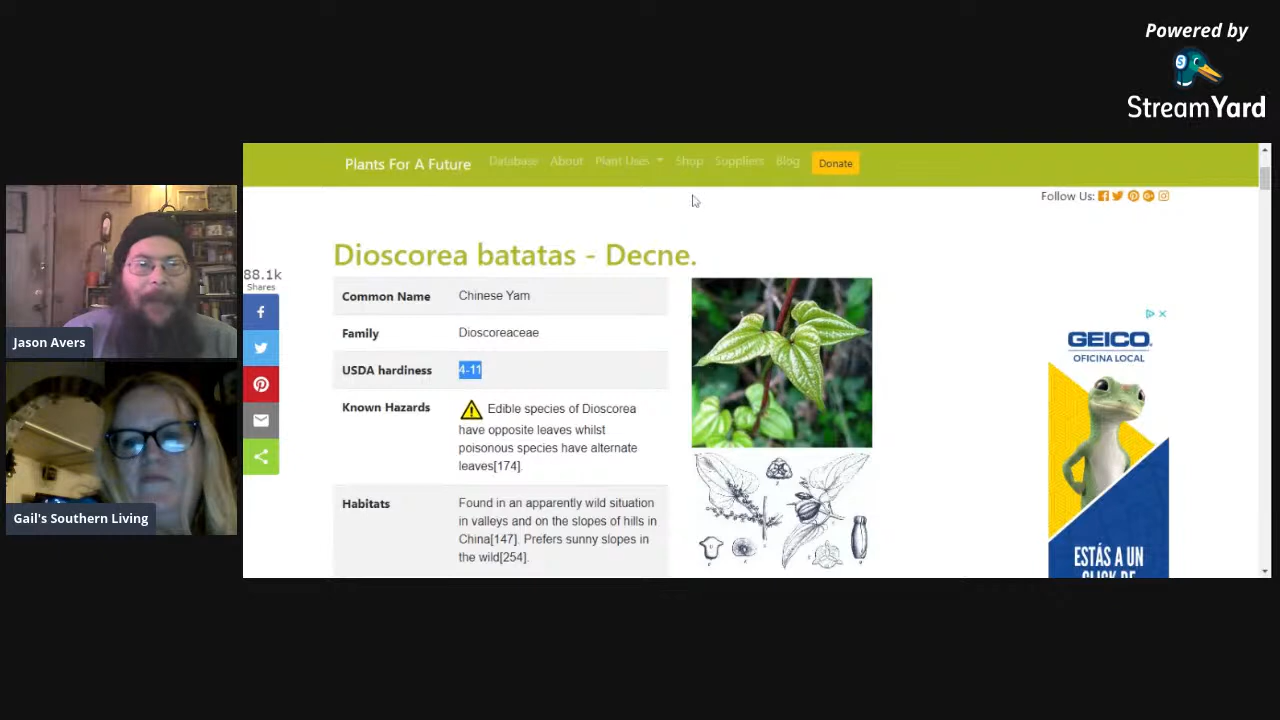 Powered by
StreamYard
Plants For A Future
Database
About
Plant Uses
Shop
Suppliers
Blog
Donate
Follow Us:
Dioscorea batatas - Decne.
88.1k
Shares
Common Name
Chinese Yam
Family
Dioscoreaceae
USDA hardiness
4-11
Known Hazards
Edible species of Dioscorea
have opposite leaves whilst
poisonous species have alternate
leaves[174].
Habitats
Found in an apparently wild situation
in valleys and on the slopes of hills in
China[147]. Prefers sunny slopes in
the wild[254].
GEICO.
OFICINA LOCAL
ESTÁS A UN
CLICK DE
Jason Avers
Gail's Southern Living